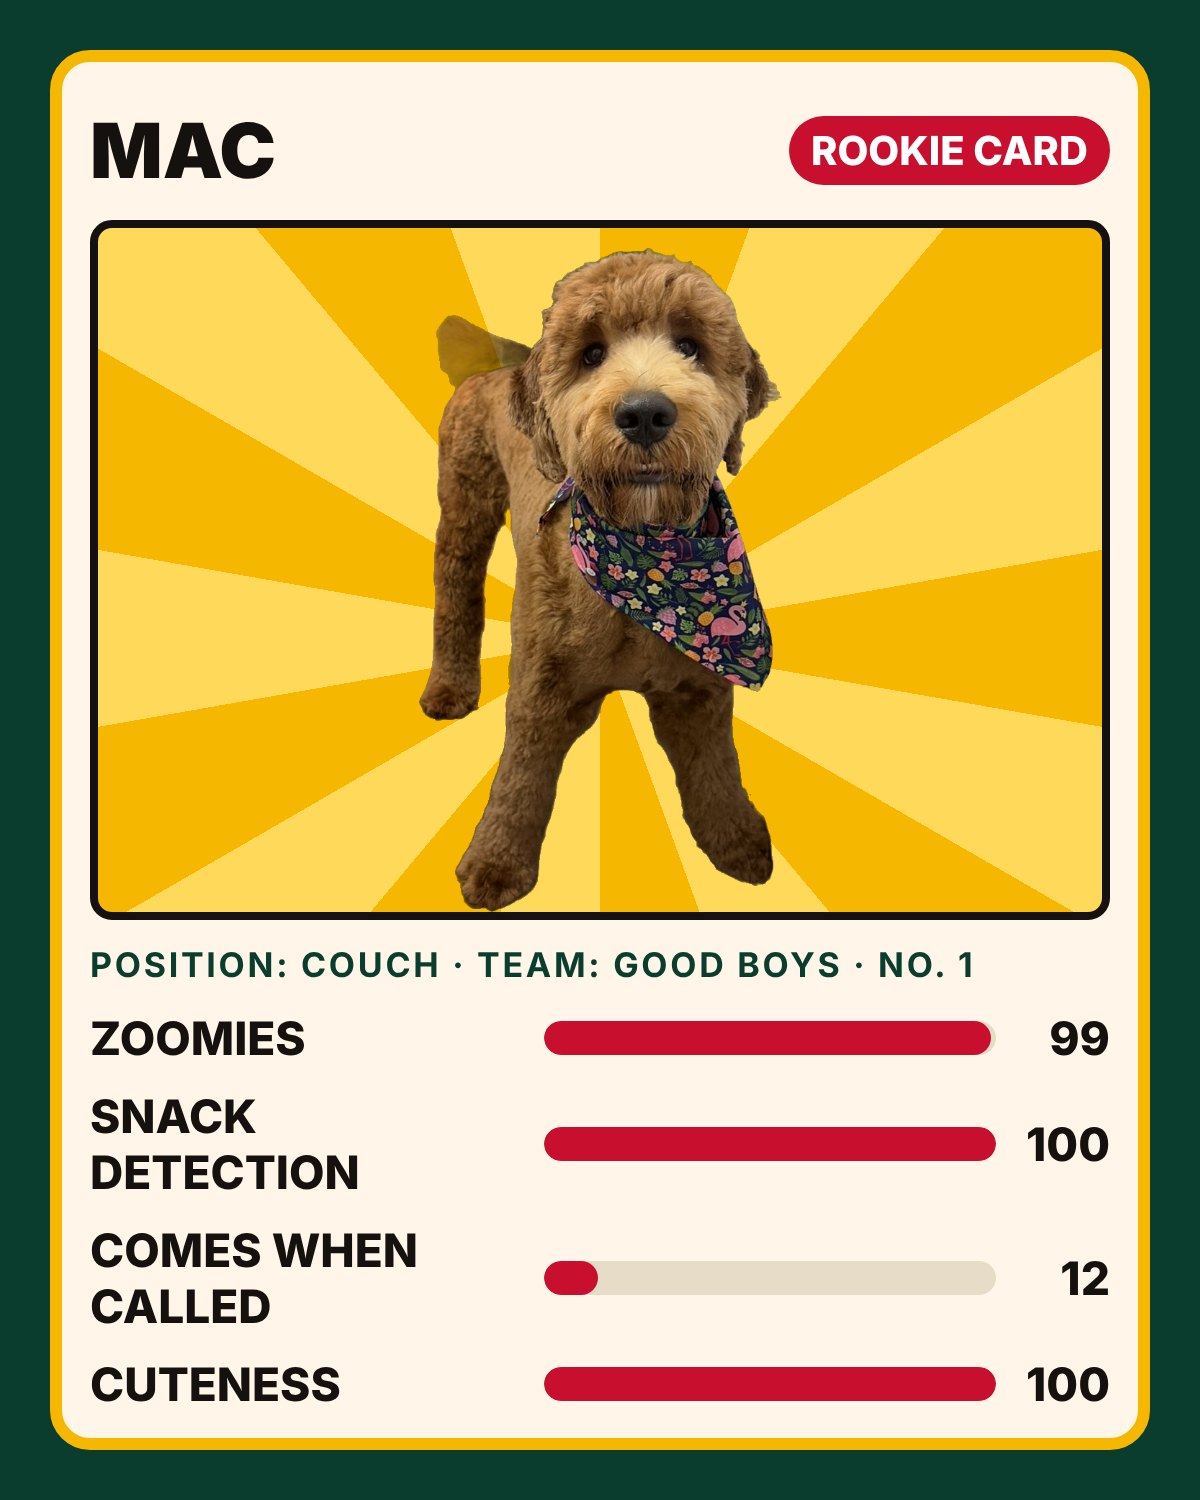 MAC
ROOKIE CARD
POSITION: COUCH · TEAM: GOOD BOYS · NO. 1
ZOOMIES 99
SNACK
DETECTION 100
COMES WHEN
CALLED 12
CUTENESS 100